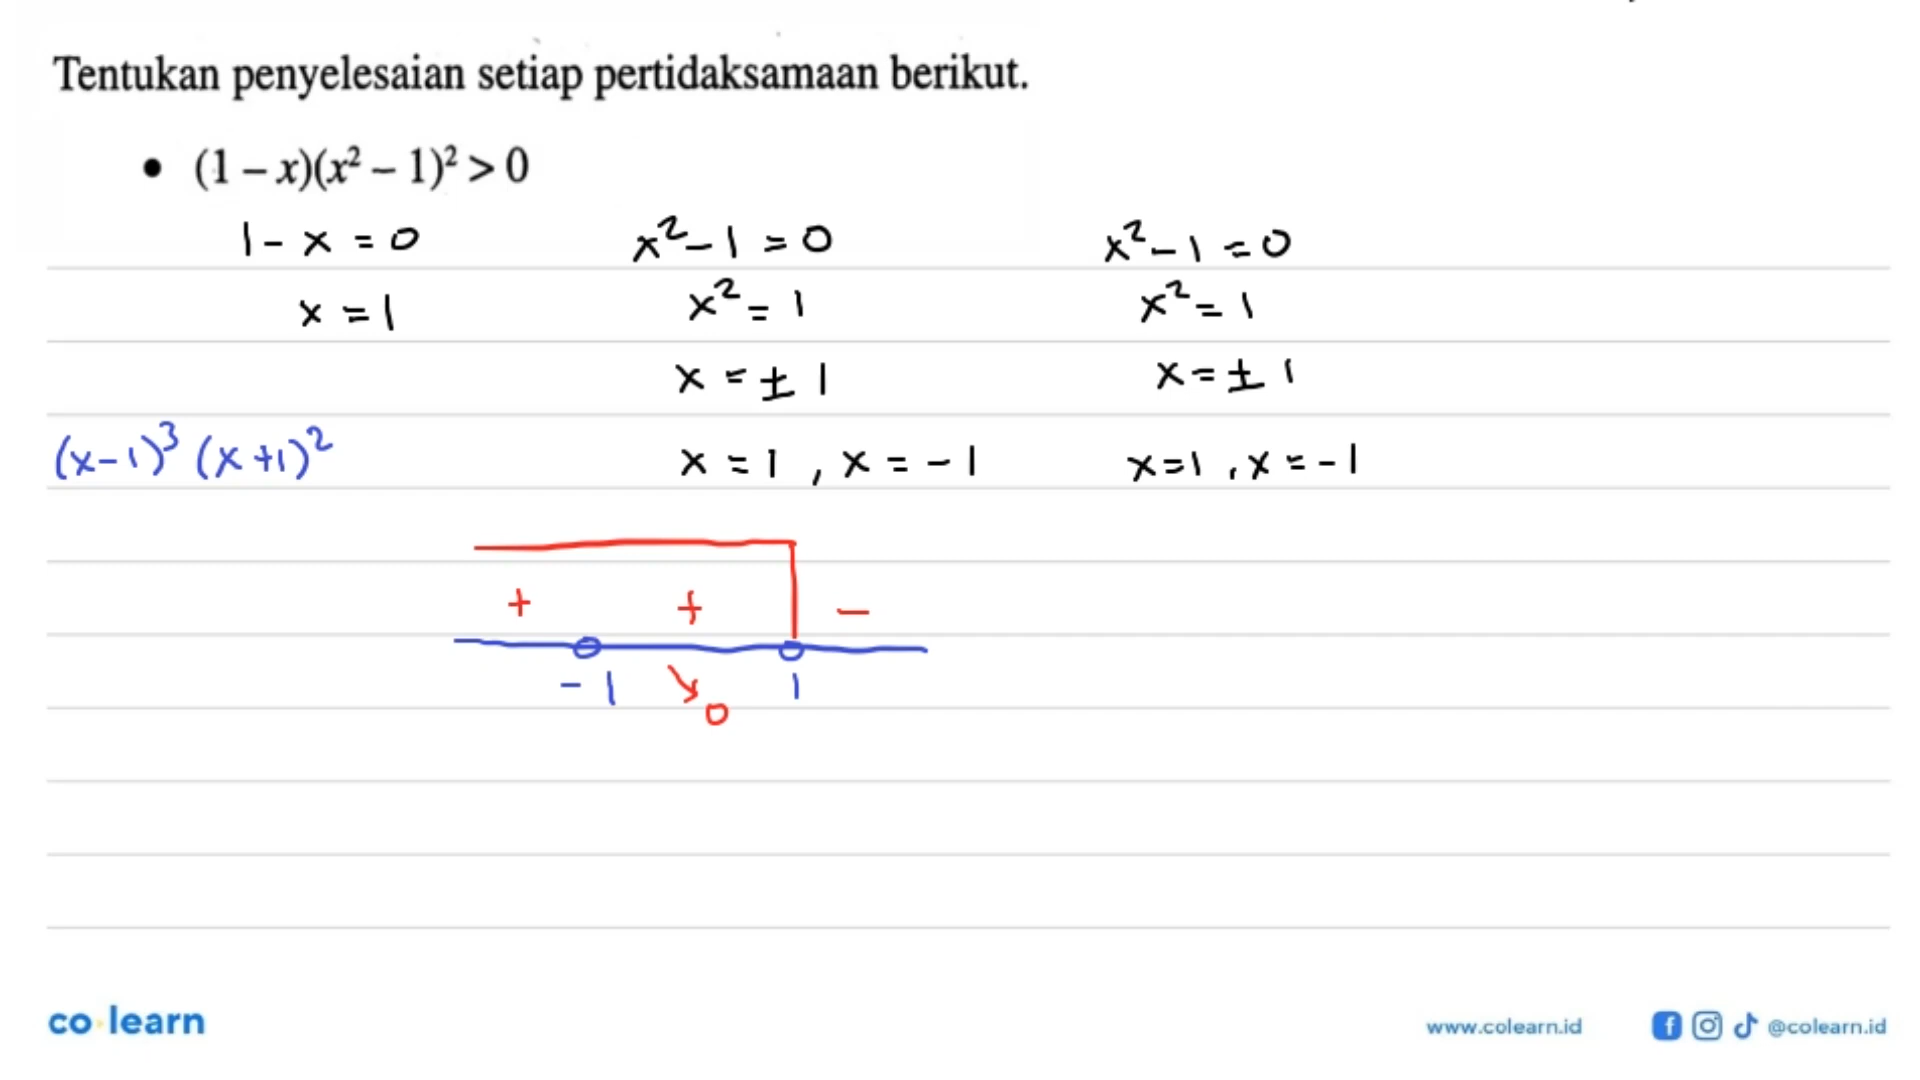 Tentukan penyelesaian setiap pertidaksamaan berikut.
• (1 – x)(x² – 1)² > 0
1 - x = 0 x² - 1 = 0 x² - 1 = 0
x = 1 x² = 1 x² = 1
x = ± 1 x = ± 1
(x-1)³ (x+1)² x = 1 , x = -1 x=1 , x = -1
+ + -
-1 1
0
co learn www.colearn.id @colearn.id